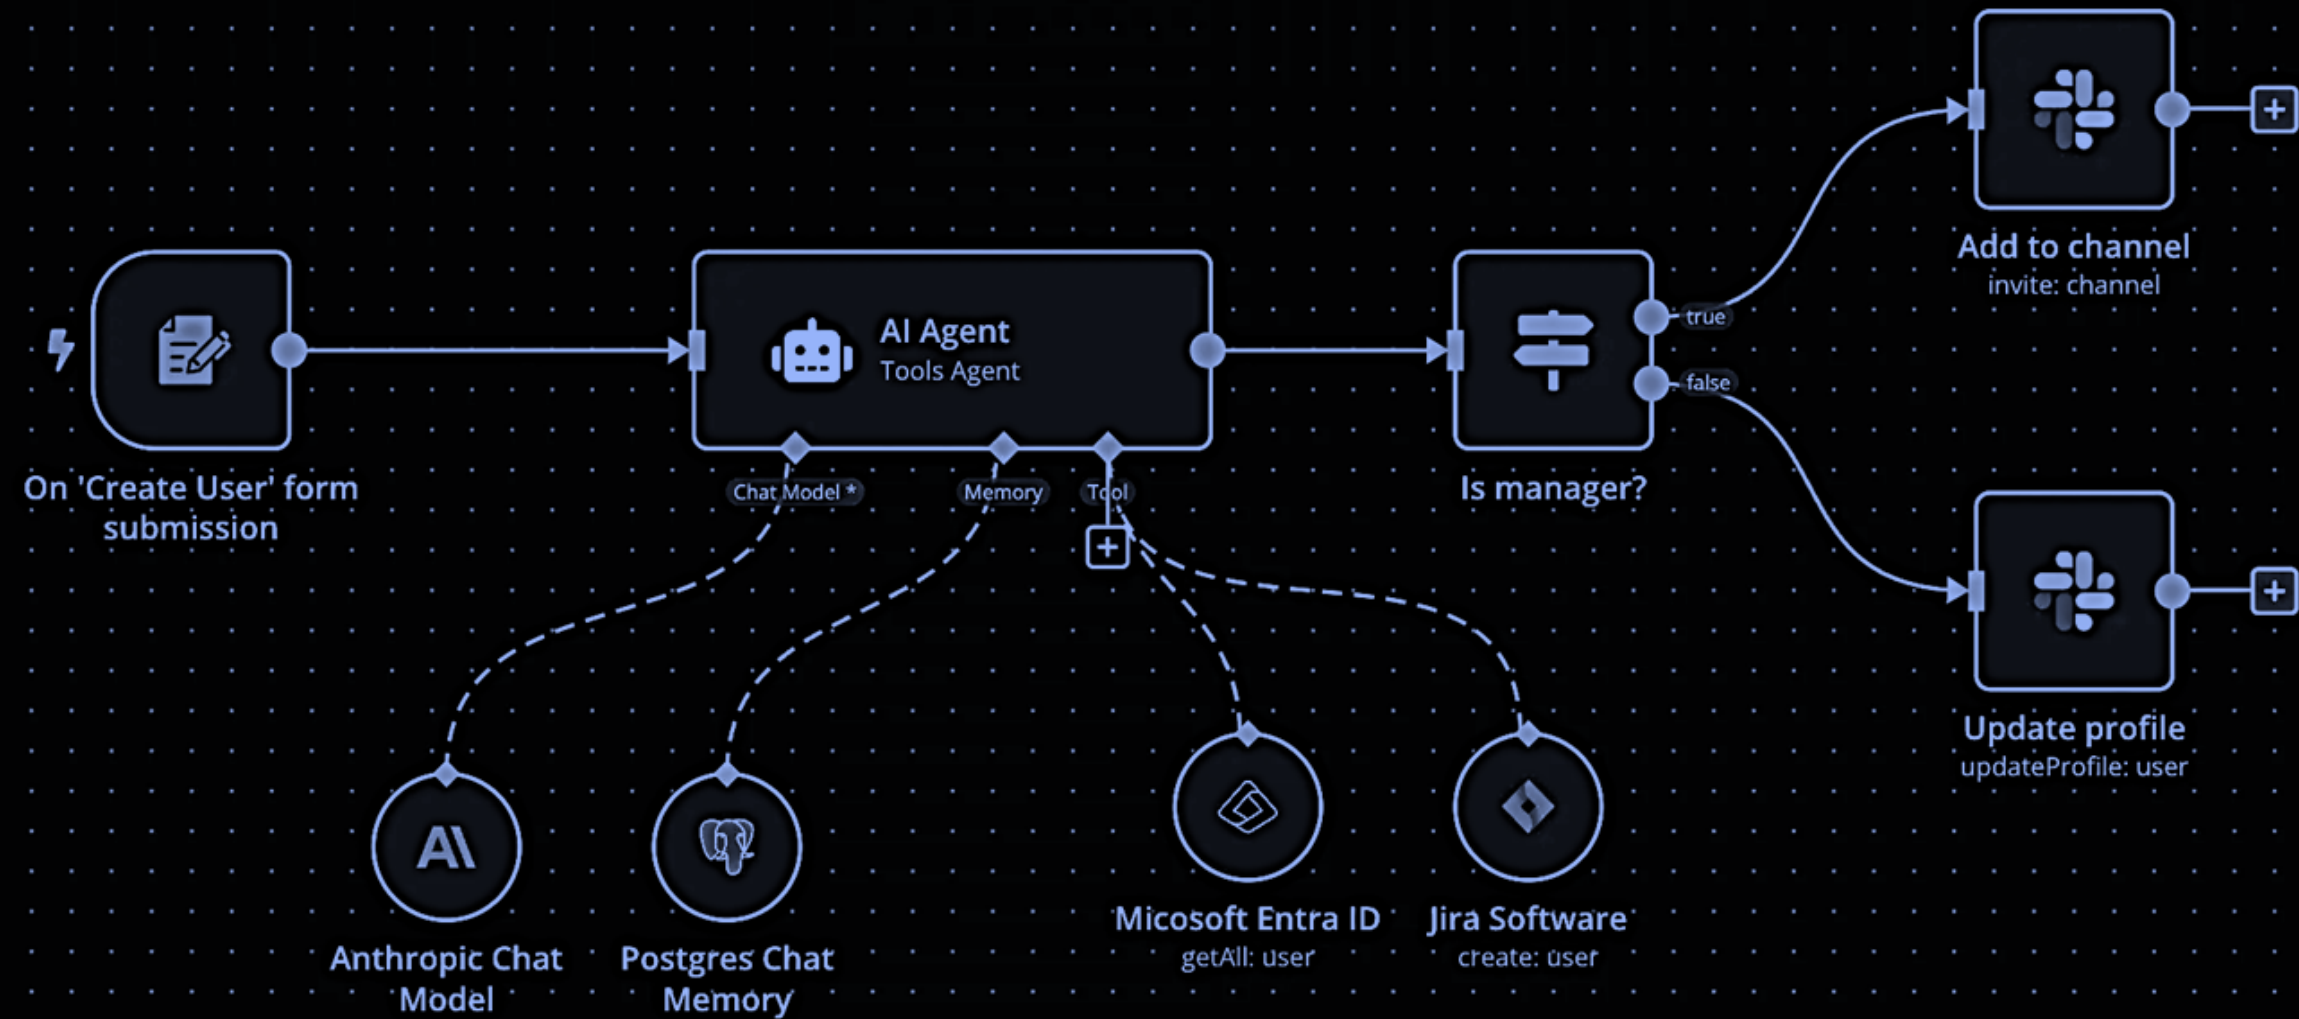 Add to channel
invite: channel
AI Agent
Tools Agent
true
false
On 'Create User' form
submission
Chat Model *
Memory
Tool
Is manager?
Update profile
updateProfile: user
Micosoft Entra ID
getAll: user
Jira Software
create: user
Anthropic Chat
Model
Postgres Chat
Memory